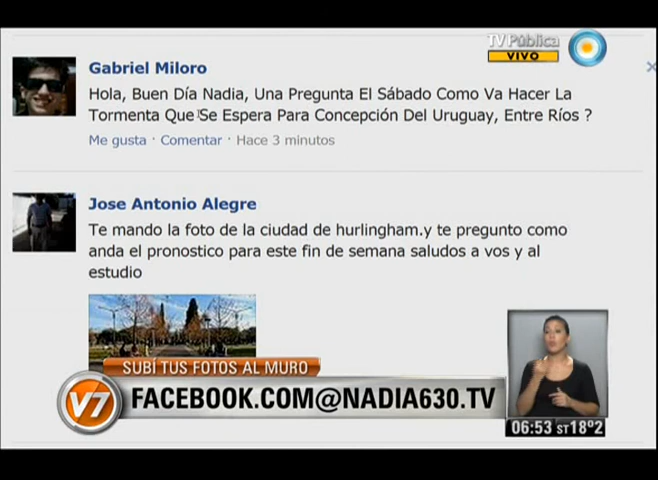 TV Pública
VIVO
Gabriel Miloro
Hola, Buen Día Nadia, Una Pregunta El Sábado Como Va Hacer La
Tormenta Que Se Espera Para Concepción Del Uruguay, Entre Ríos ?
Me gusta · Comentar · Hace 3 minutos
Jose Antonio Alegre
Te mando la foto de la ciudad de hurlingham.y te pregunto como
anda el pronostico para este fin de semana saludos a vos y al
estudio
SUBÍ TUS FOTOS AL MURO
V7
FACEBOOK.COM@NADIA630.TV
06:53 ST 18º2